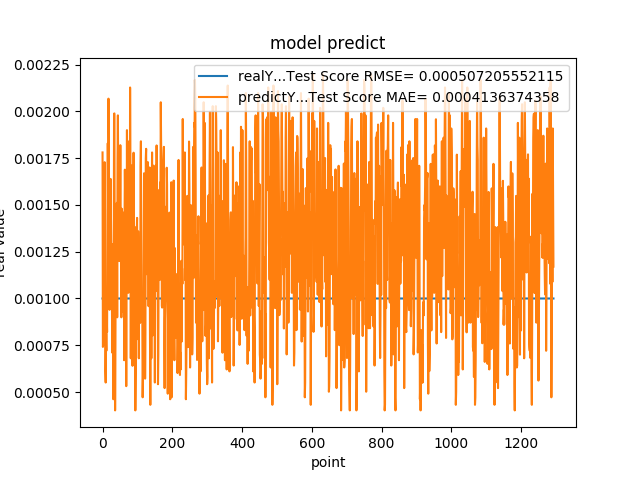 model predict
realY...Test Score RMSE= 0.000507205552115
predictY...Test Score MAE= 0.0004136374358
0.00225
0.00200
0.00175
0.00150
0.00125
0.00100
0.00075
0.00050
real value
0 200 400 600 800 1000 1200
point